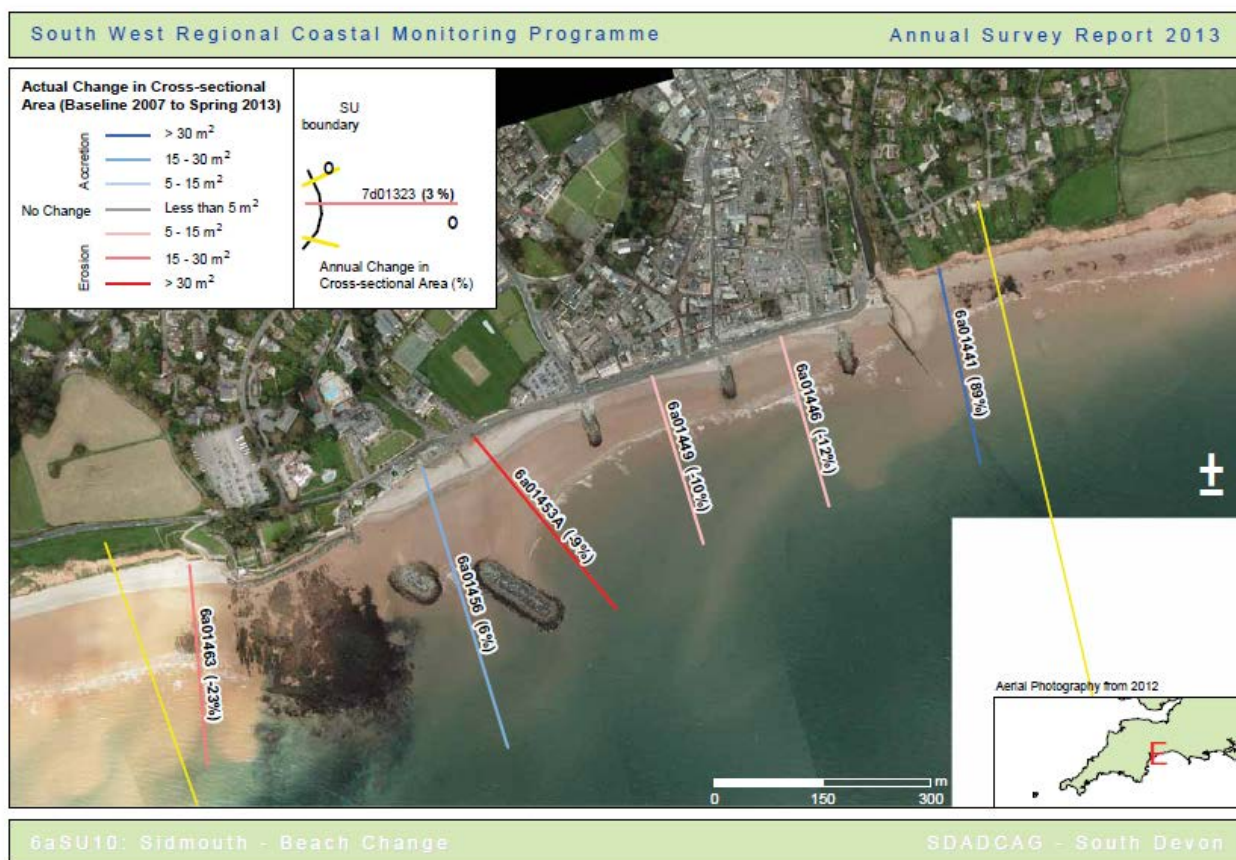 South West Regional Coastal Monitoring Programme
Annual Survey Report 2013
Actual Change in Cross-sectional
Area (Baseline 2007 to Spring 2013)
Accretion
No Change
Erosion
> 30 m²
15 - 30 m²
5 - 15 m²
Less than 5 m²
5 - 15 m²
15 - 30 m²
> 30 m²
SU
boundary
7d01323 (3 %)
Annual Change in
Cross-sectional Area (%)
6a01463 (-23%)
6a01456 (6%)
6a01453A (-9%)
6a01449 (-10%)
6a01446 (-12%)
6a01441 (89%)
0 150 300 m
Aerial Photography from 2012
E
6aSU10: Sidmouth - Beach Change
SDADCAG - South Devon